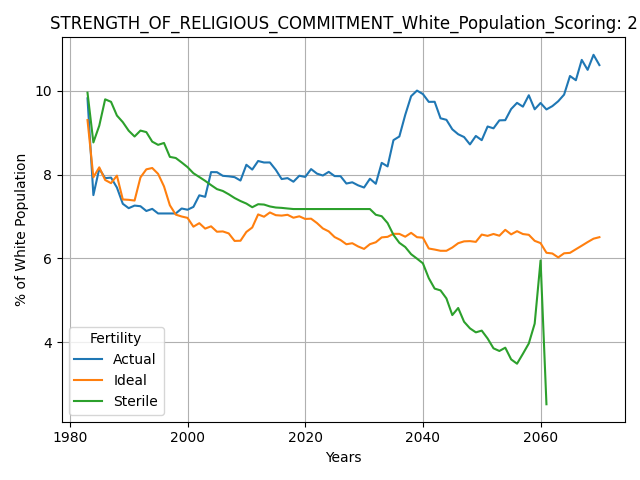 STRENGTH_OF_RELIGIOUS_COMMITMENT_White_Population_Scoring: 2
10
8
6
4
% of White Population
Fertility
Actual
Ideal
Sterile
1980 2000 2020 2040 2060
Years